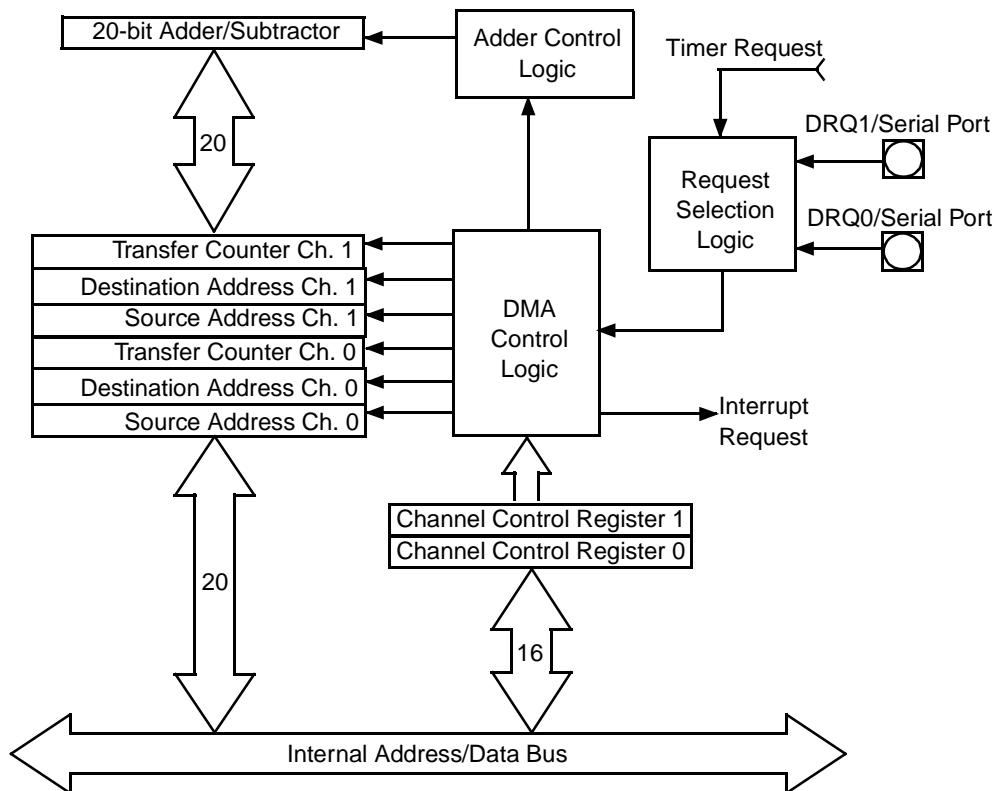 20-bit Adder/Subtractor
Adder Control
Logic
Timer Request
DRQ1/Serial Port
20
Request
Selection
Logic
DRQ0/Serial Port
Transfer Counter Ch. 1
Destination Address Ch. 1
Source Address Ch. 1
Transfer Counter Ch. 0
Destination Address Ch. 0
Source Address Ch. 0
DMA
Control
Logic
Interrupt
Request
Channel Control Register 1
Channel Control Register 0
20
16
Internal Address/Data Bus